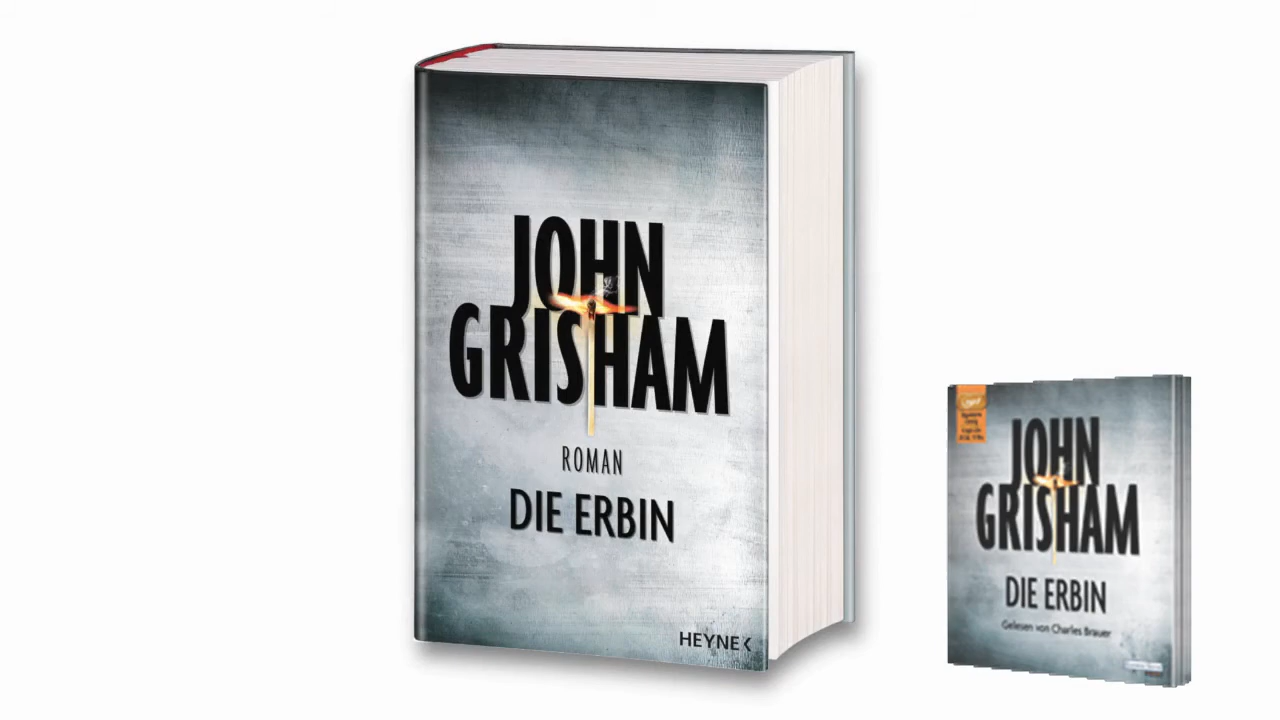 JOHN
GRISHAM
ROMAN
DIE ERBIN
HEYNE
JOHN
GRISHAM
DIE ERBIN
Gelesen von Charles Brauer